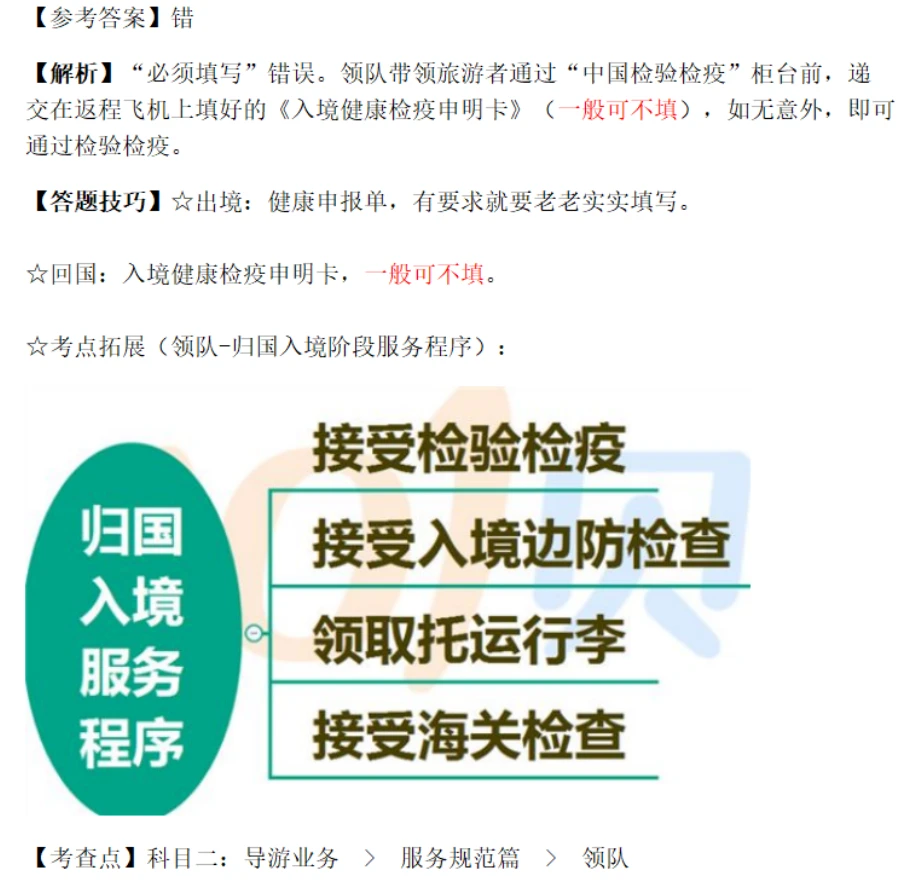 【参考答案】错
【解析】“必须填写”错误。领队带领旅游者通过“中国检验检疫”柜台前，递
交在返程飞机上填好的《入境健康检疫申明卡》（一般可不填），如无意外，即可
通过检验检疫。
【答题技巧】☆出境：健康申报单，有要求就要老老实实填写。
☆回国：入境健康检疫申明卡，一般可不填。
☆考点拓展（领队-归国入境阶段服务程序）：
归国
入境
服务
程序
接受检验检疫
接受入境边防检查
领取托运行李
接受海关检查
【考查点】科目二：导游业务 > 服务规范篇 > 领队